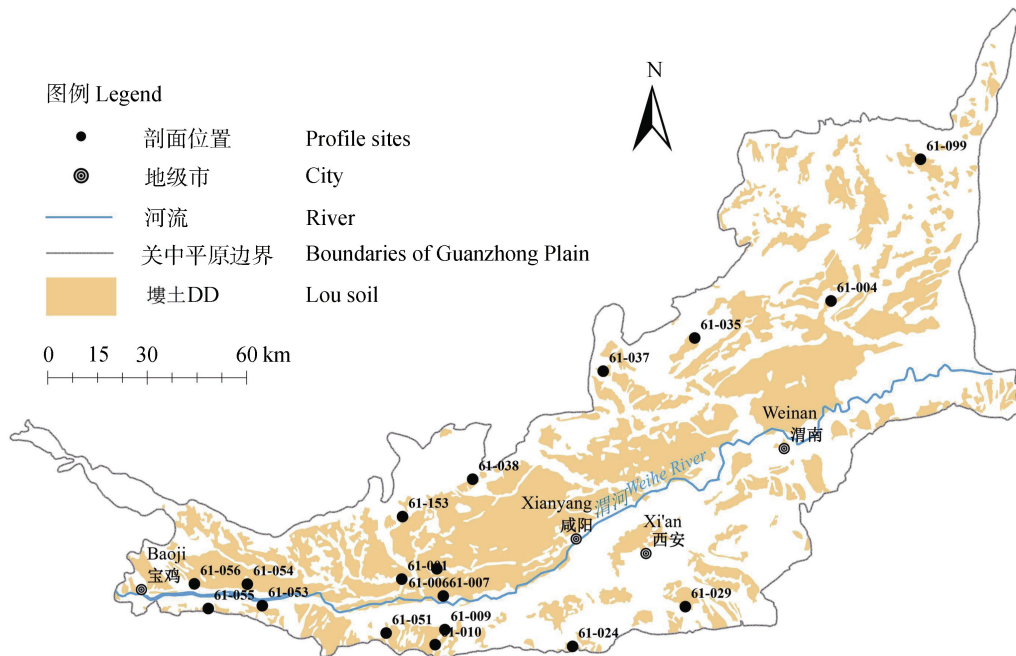 图例 Legend
剖面位置 Profile sites
地级市 City
河流 River
关中平原边界 Boundaries of Guanzhong Plain
塿土DD Lou soil
0 15 30 60 km
N
61-099
61-004
61-035
61-037
Weinan
渭南
61-038
渭河Weihe River
Xianyang
咸阳
61-153
Xi'an
西安
Baoji
宝鸡
61-056
61-054
61-006
61-007
61-055
61-053
61-029
61-051
61-009
61-024